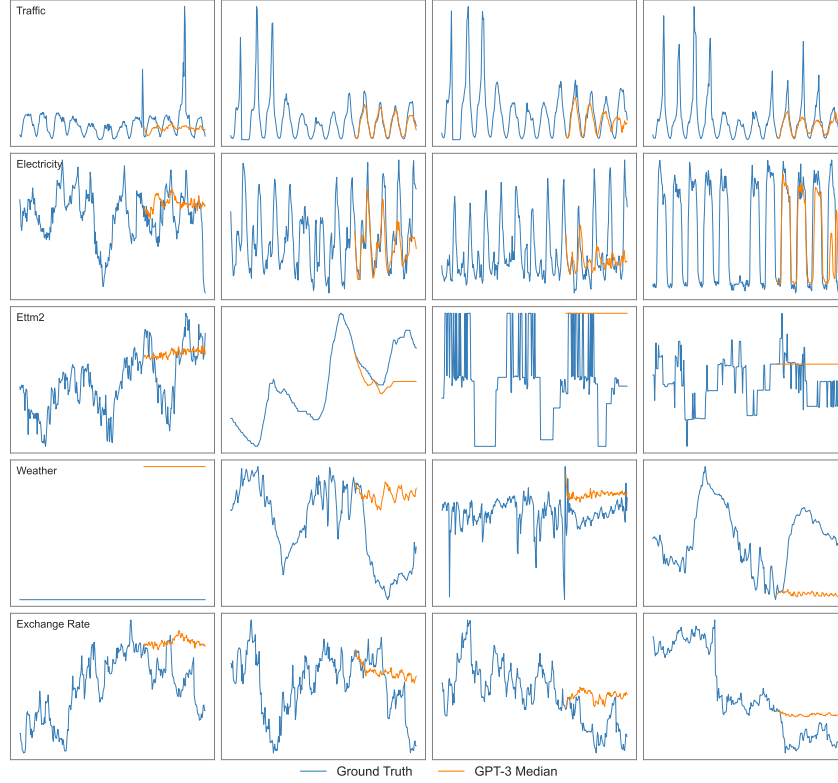 Traffic
Electricity
Ettm2
Weather
Exchange Rate
Ground Truth GPT-3 Median